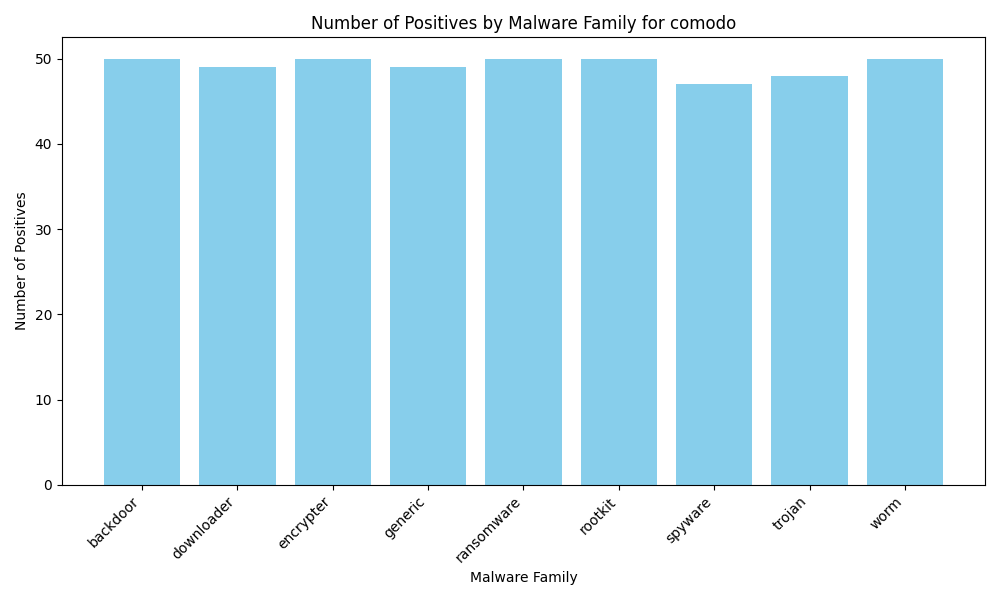 Number of Positives by Malware Family for comodo
Number of Positives
50
40
30
20
10
0
backdoor
downloader
encrypter
generic
ransomware
rootkit
spyware
trojan
worm
Malware Family